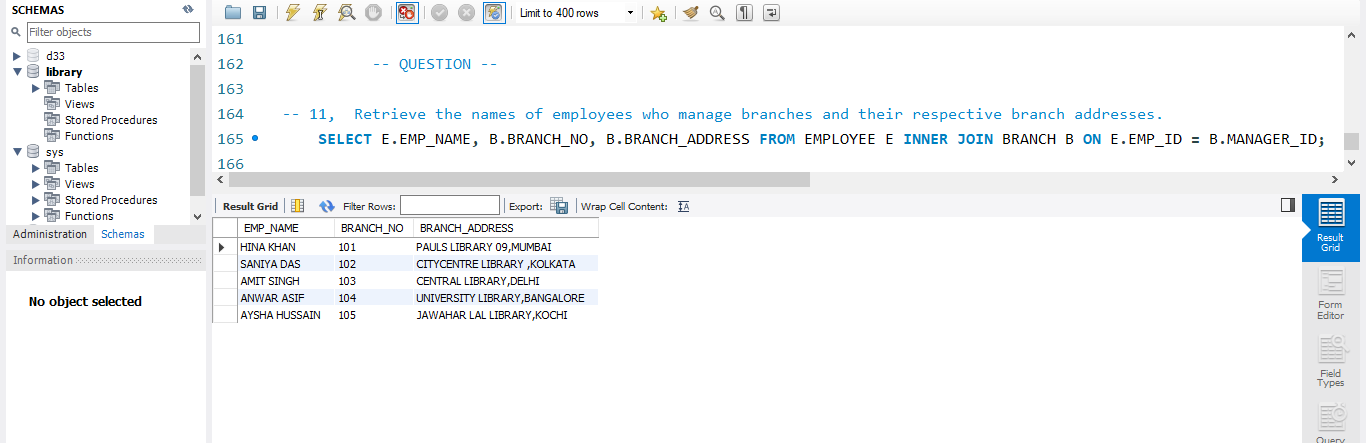 SCHEMAS
Filter objects
d33
library
Tables
Views
Stored Procedures
Functions
sys
Tables
Views
Stored Procedures
Functions
Administration Schemas
Information
No object selected
Limit to 400 rows
161
162 -- QUESTION --
163
164 -- 11, Retrieve the names of employees who manage branches and their respective branch addresses.
165 SELECT E.EMP_NAME, B.BRANCH_NO, B.BRANCH_ADDRESS FROM EMPLOYEE E INNER JOIN BRANCH B ON E.EMP_ID = B.MANAGER_ID;
166
Result Grid Filter Rows: Export: Wrap Cell Content:
EMP_NAME BRANCH_NO BRANCH_ADDRESS
HINA KHAN 101 PAULS LIBRARY 09,MUMBAI
SANIYA DAS 102 CITYCENTRE LIBRARY ,KOLKATA
AMIT SINGH 103 CENTRAL LIBRARY,DELHI
ANWAR ASIF 104 UNIVERSITY LIBRARY,BANGALORE
AYSHA HUSSAIN 105 JAWAHAR LAL LIBRARY,KOCHI
Result
Grid
Form
Editor
Field
Types
Query